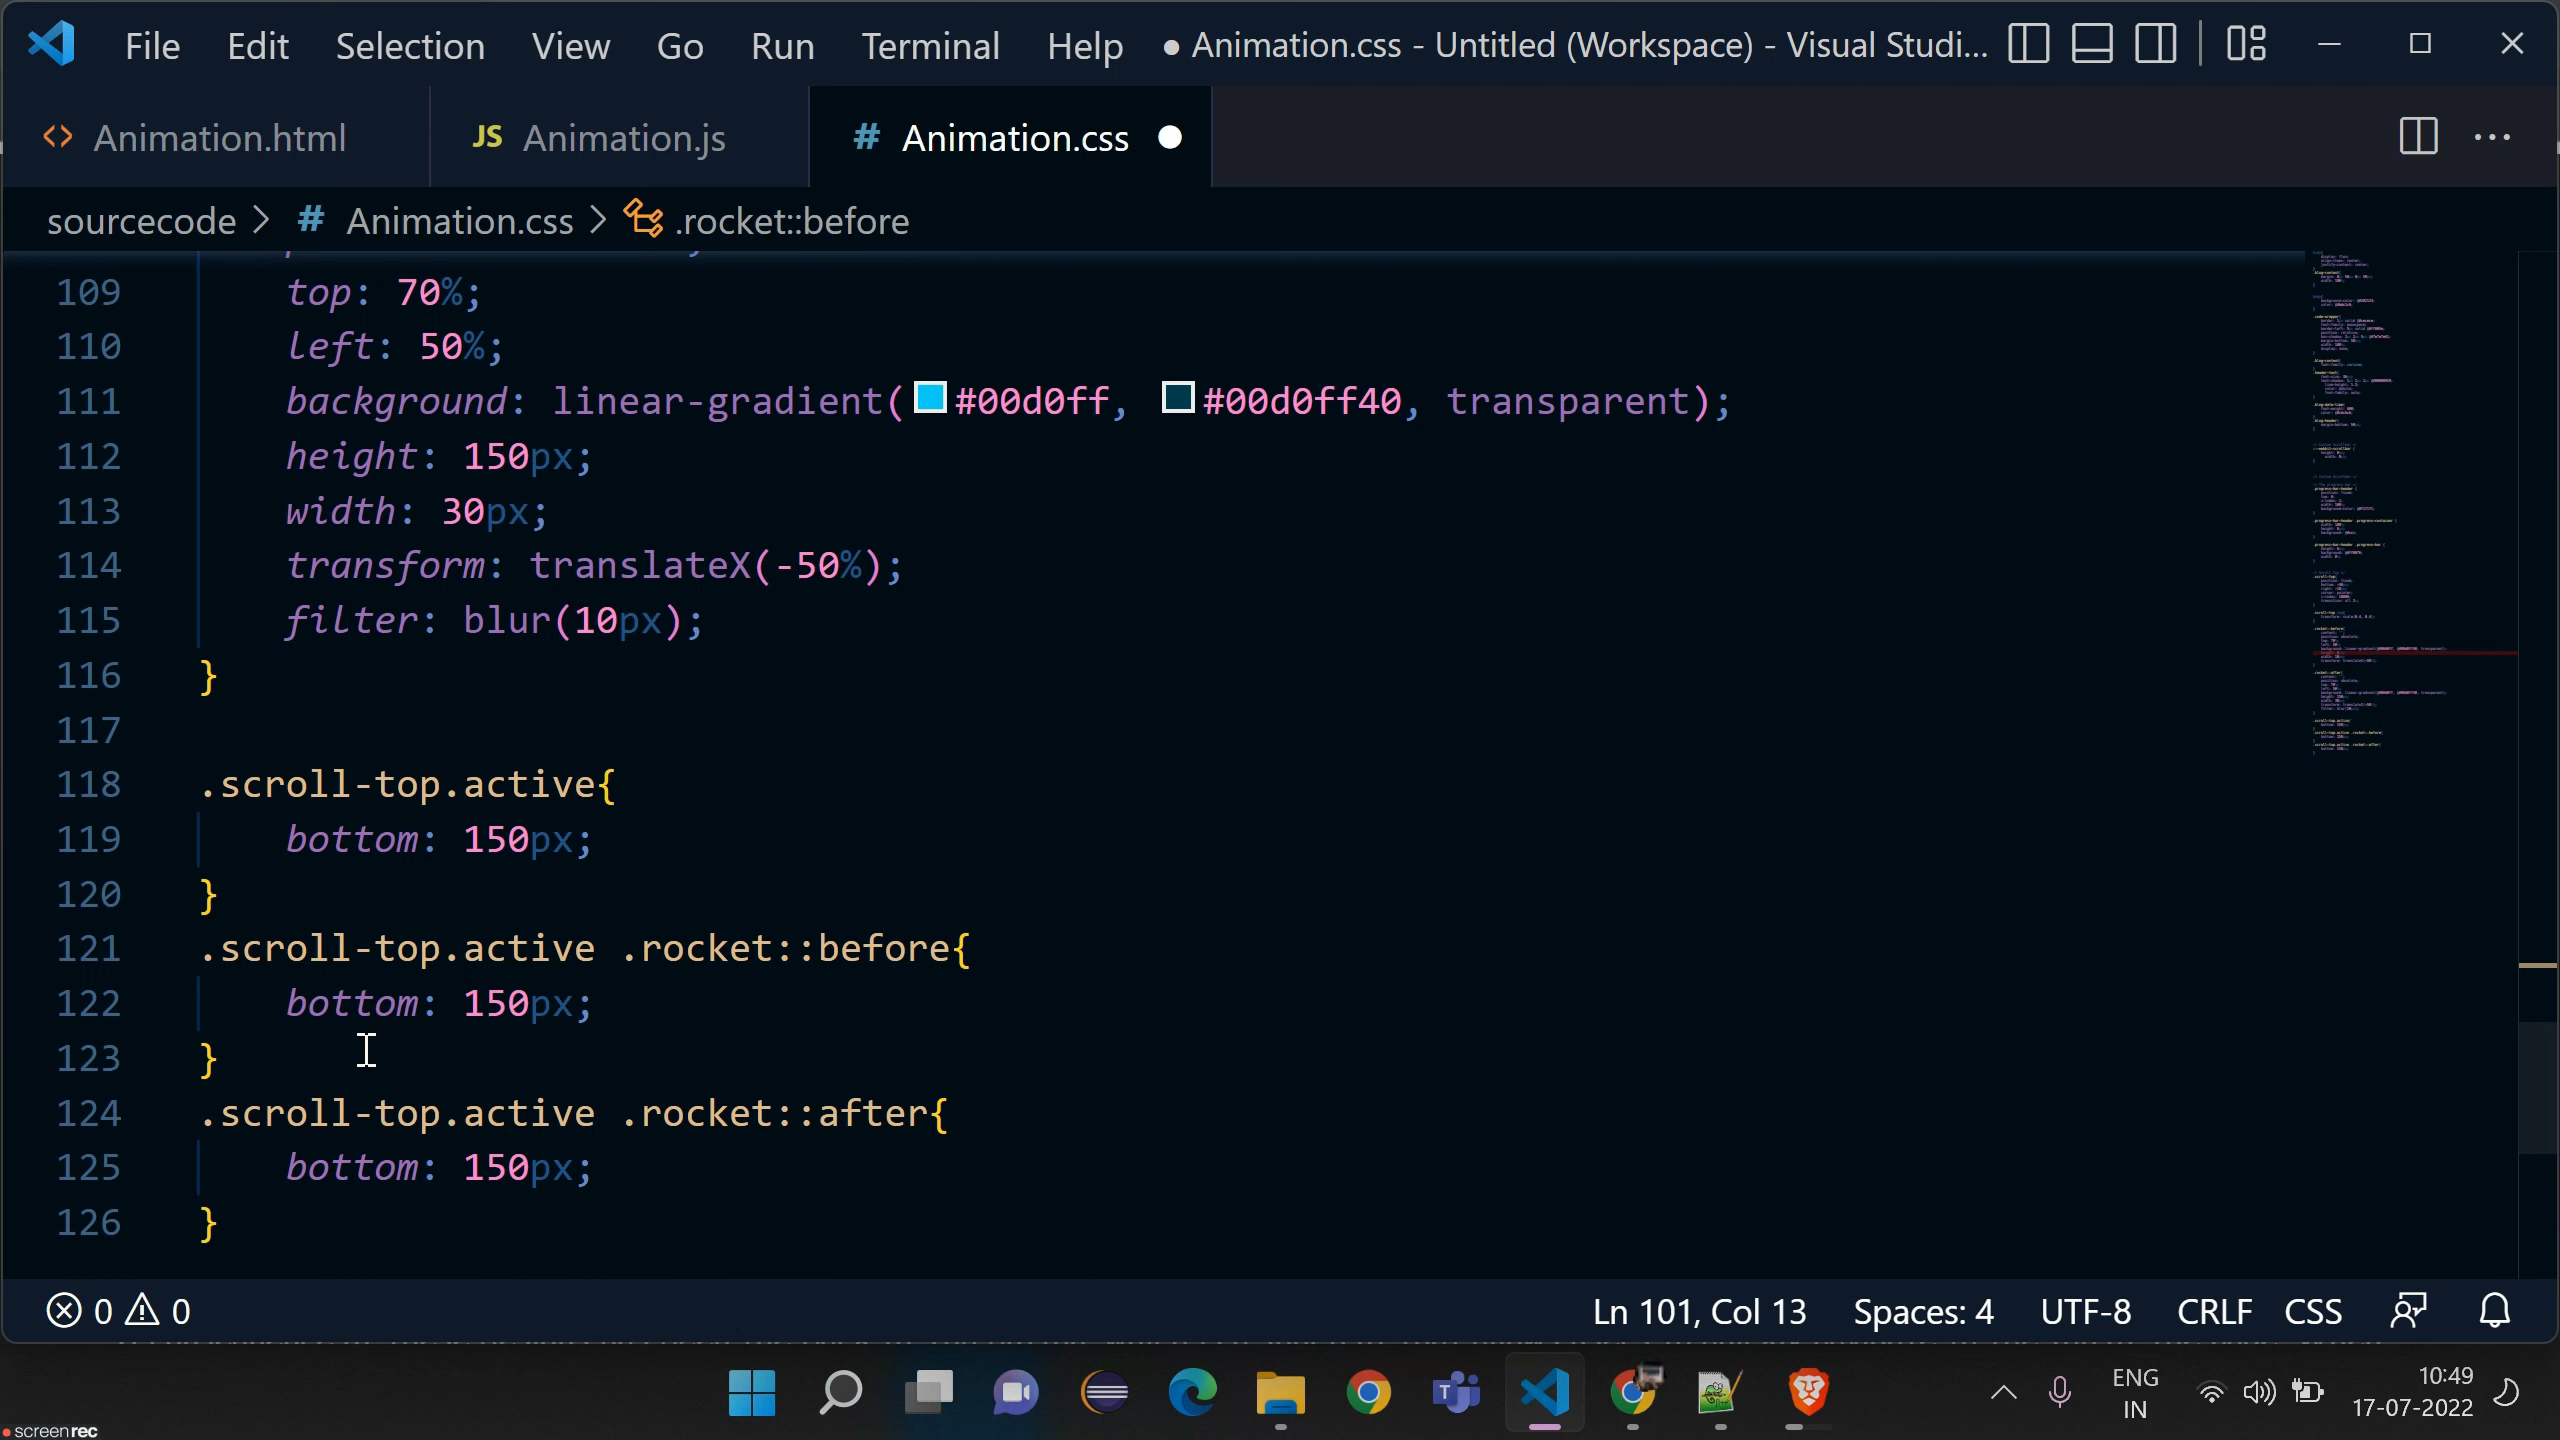 File Edit Selection View Go Run Terminal Help ● Animation.css - Untitled (Workspace) - Visual Studi...
<> Animation.html JS Animation.js # Animation.css ●
sourcecode > # Animation.css > .rocket::before
109 top: 70%;
110 left: 50%;
111 background: linear-gradient(#00d0ff, #00d0ff40, transparent);
112 height: 150px;
113 width: 30px;
114 transform: translateX(-50%);
115 filter: blur(10px);
116 }
117
118 .scroll-top.active{
119 bottom: 150px;
120 }
121 .scroll-top.active .rocket::before{
122 bottom: 150px;
123 }
124 .scroll-top.active .rocket::after{
125 bottom: 150px;
126 }
0 0 Ln 101, Col 13 Spaces: 4 UTF-8 CRLF CSS
ENG 10:49
IN 17-07-2022
screenrec